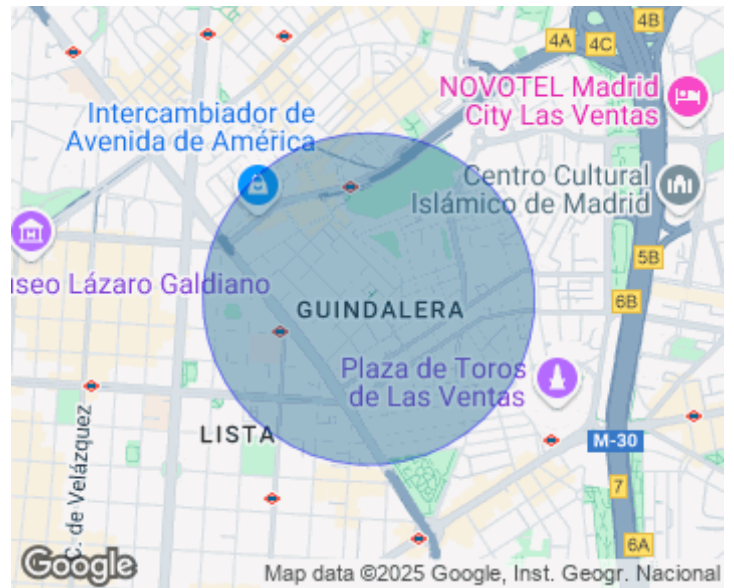 4B
4A
4C
NOVOTEL Madrid
City Las Ventas
Intercambiador de
Avenida de América
Centro Cultural
Islámico de Madrid
5B
useo Lázaro Galdiano
GUINDALERA
6B
Plaza de Toros
de Las Ventas
LISTA
M-30
C. de Velázquez
7
6A
Google
Map data ©2025 Google, Inst. Geogr. Nacional